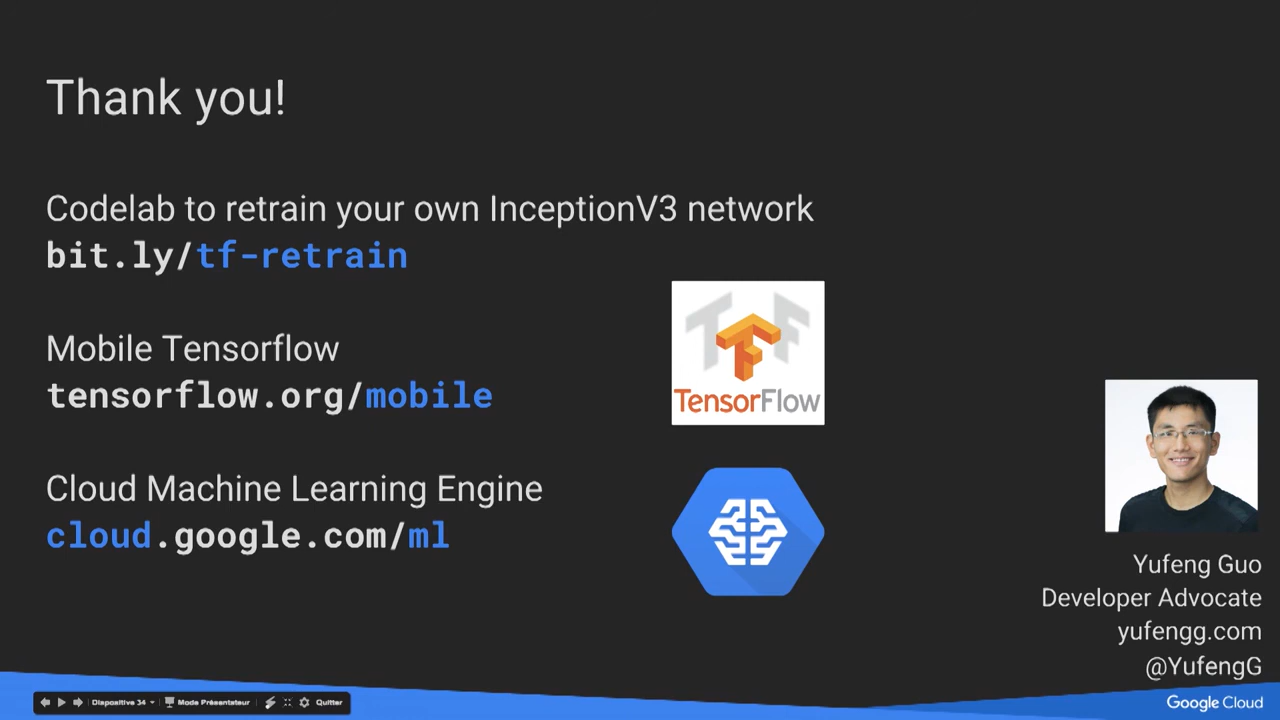 Thank you!
Codelab to retrain your own InceptionV3 network
bit.ly/tf-retrain
Mobile Tensorflow
tensorflow.org/mobile
TensorFlow
Cloud Machine Learning Engine
cloud.google.com/ml
Yufeng Guo
Developer Advocate
yufengg.com
@YufengG
Diapositive 34
Mode Présentateur
Quitter
Google Cloud